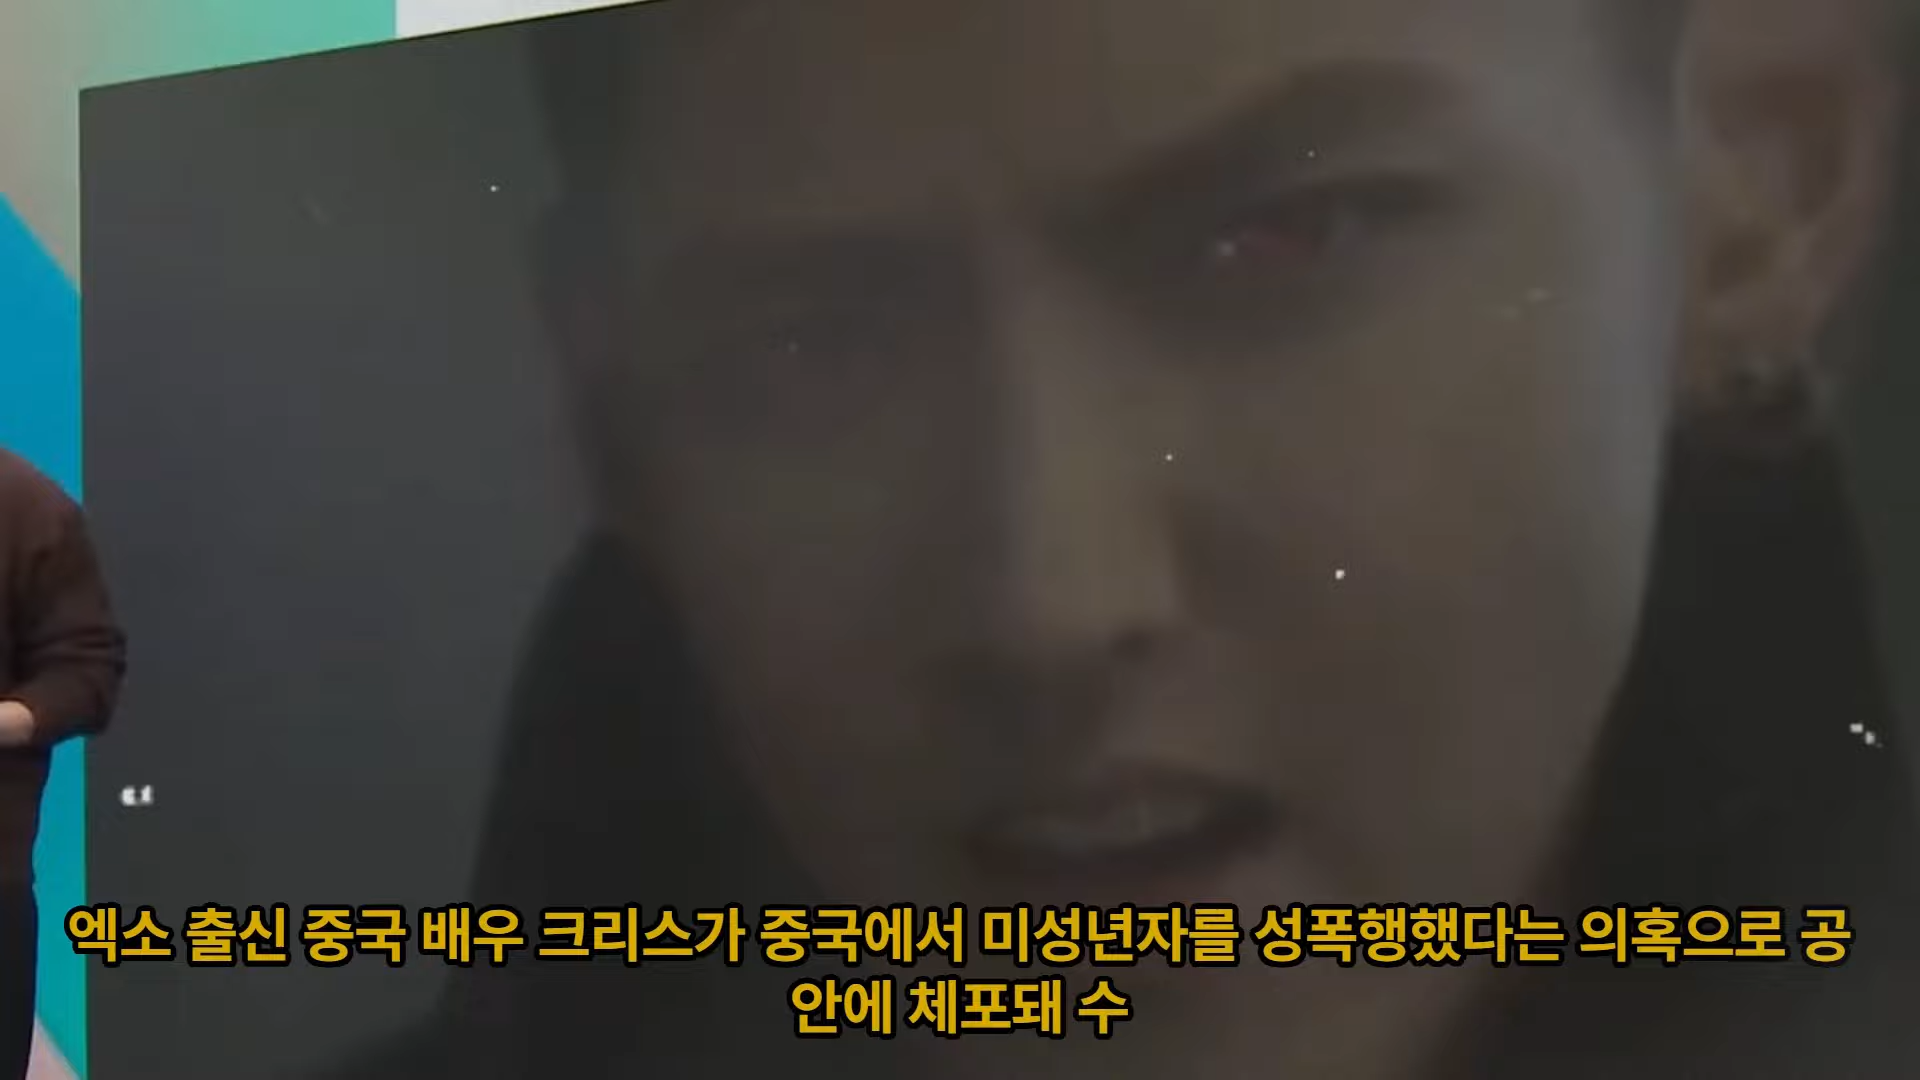 엑소 출신 중국 배우 크리스가 중국에서 미성년자를 성폭행했다는 의혹으로 공
안에 체포돼 수